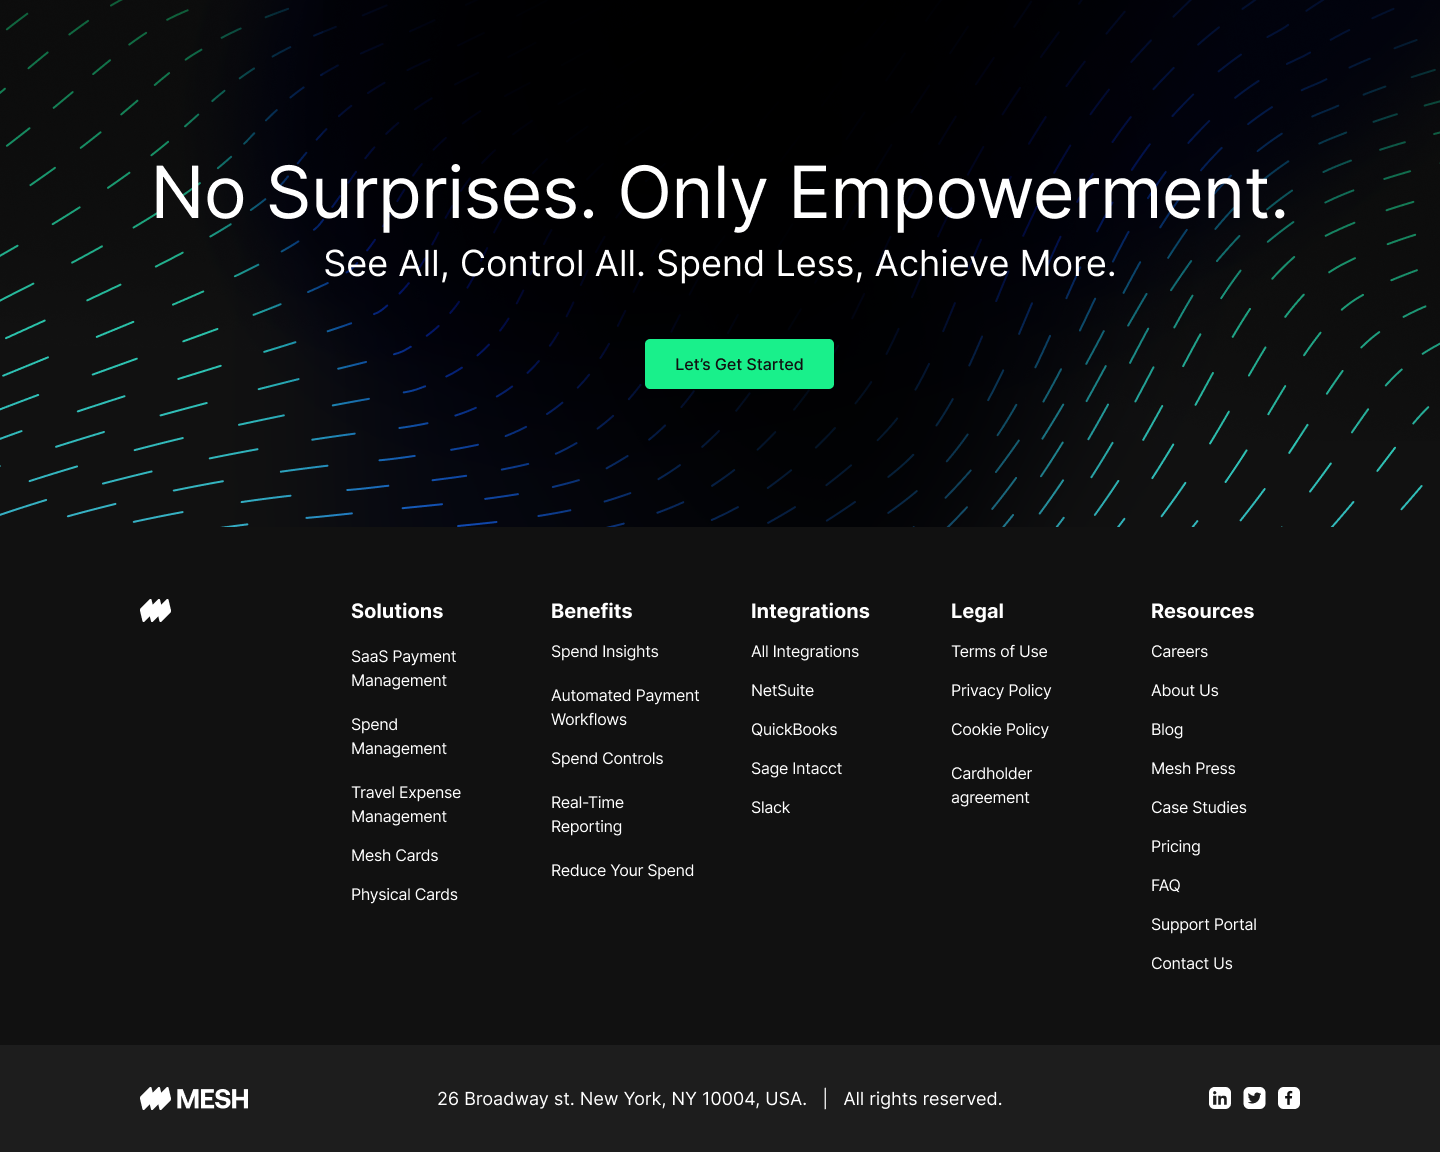 No Surprises. Only Empowerment.
See All, Control All. Spend Less, Achieve More.
Let's Get Started
Solutions
SaaS Payment
Management
Spend
Management
Travel Expense
Management
Mesh Cards
Physical Cards
Benefits
Spend Insights
Automated Payment
Workflows
Spend Controls
Real-Time
Reporting
Reduce Your Spend
Integrations
All Integrations
NetSuite
QuickBooks
Sage Intacct
Slack
Legal
Terms of Use
Privacy Policy
Cookie Policy
Cardholder
agreement
Resources
Careers
About Us
Blog
Mesh Press
Case Studies
Pricing
FAQ
Support Portal
Contact Us
MESH
26 Broadway st. New York, NY 10004, USA. | All rights reserved.